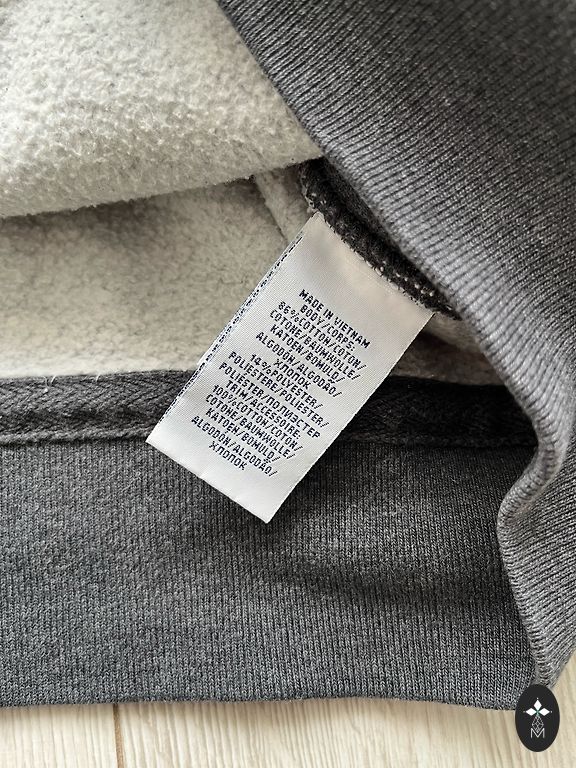 MADE IN VIETNAM
BODY/CORPS:
86%COTTON/COTON/
COTONE/BAUMWOLLE/
KATOEN/BOMULD/
ALGODÓN/ALGODÃO/
ХЛОПОК
14%POLYESTER/
POLIESTERE/POLIESTER/
POLYESTER/ПОЛИЭСТЕР
TRIM/ACCESSOIRE:
100%COTTON/COTON/
COTONE/BAUMWOLLE/
KATOEN/BOMULD/
ALGODÓN/ALGODÃO/
ХЛОПОК
M